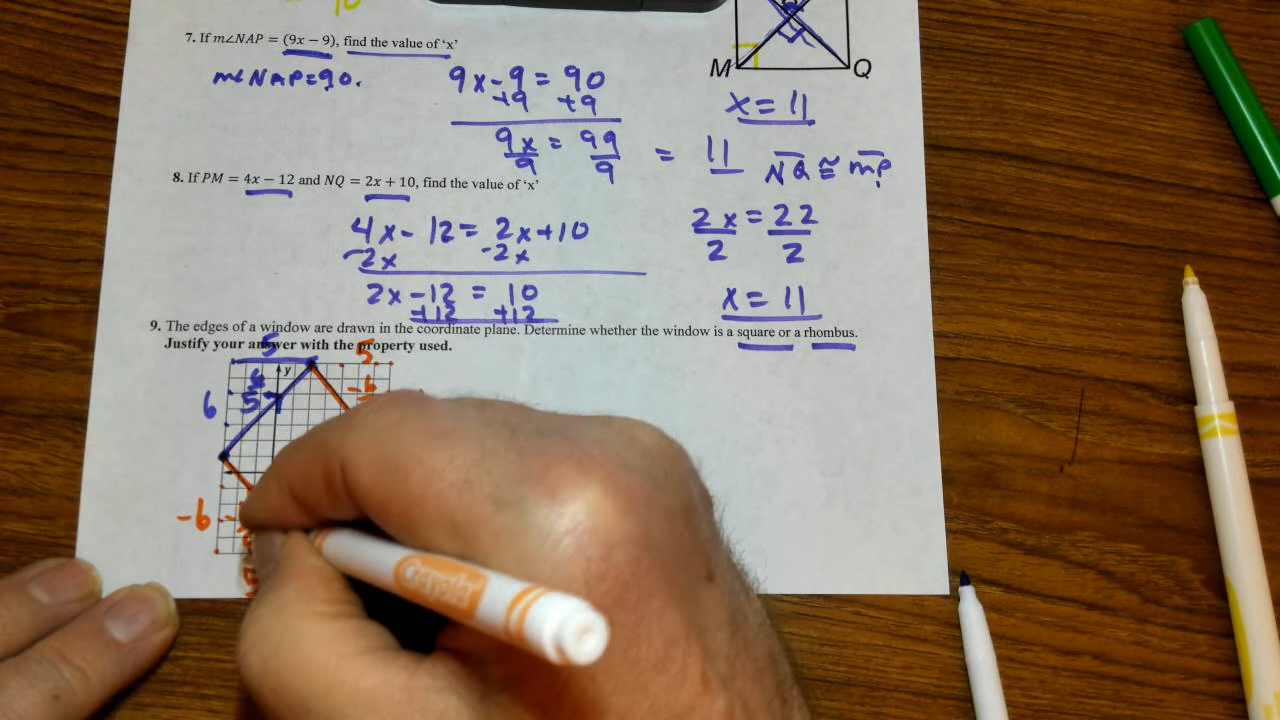 7. If m∠NAP = (9x – 9), find the value of ‘x’
m∠NAP=90.
9x-9 = 90
+9 +9
9x = 99 = 11
9 9
M Q
x = 11
NQ ≅ MP
8. If PM = 4x – 12 and NQ = 2x + 10, find the value of ‘x’
4x - 12 = 2x+10
-2x -2x
2x -12 = 10
+12 +12
2x = 22
2 2
x = 11
9. The edges of a window are drawn in the coordinate plane. Determine whether the window is a square or a rhombus.
Justify your answer with the property used.
5 5
y
6 5 -6
-6
Crayola